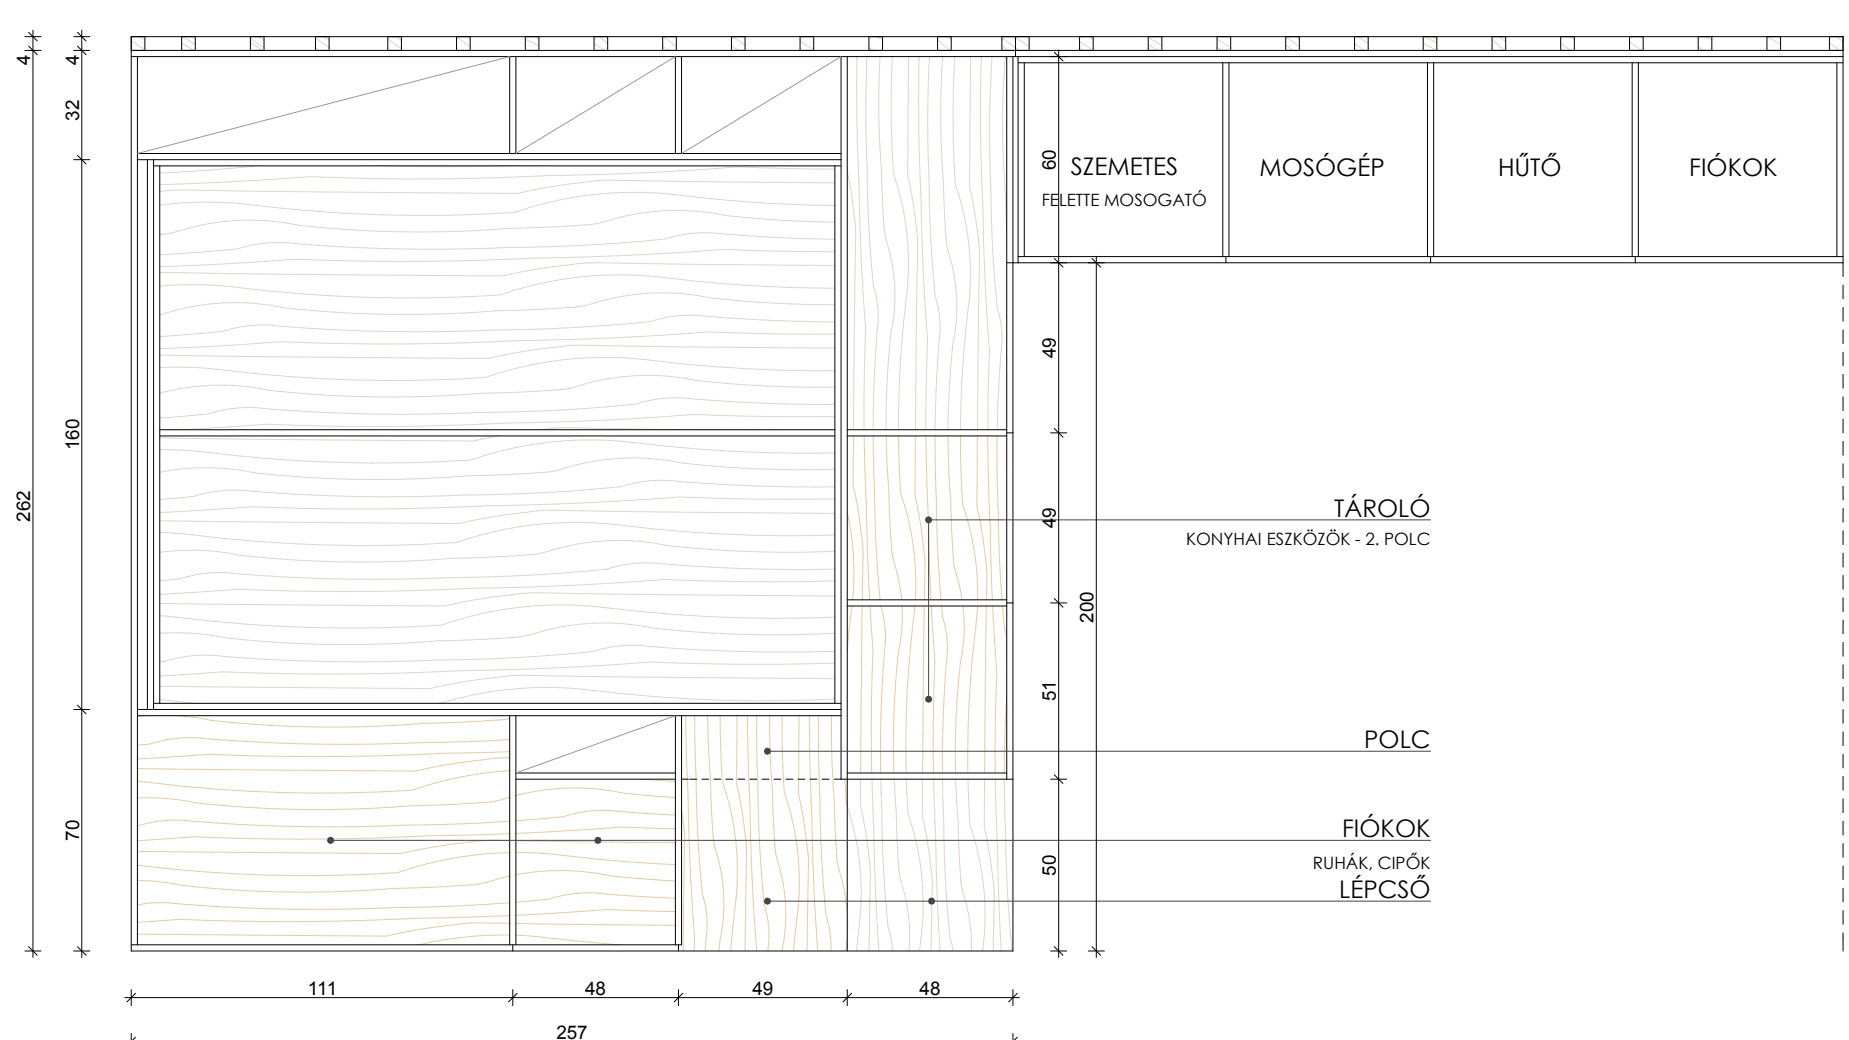 4
4
32
160
262
70
60
SZEMETES
FELETTE MOSOGATÓ
MOSÓGÉP
HŰTŐ
FIÓKOK
49
49
51
200
50
TÁROLÓ
KONYHAI ESZKÖZÖK - 2. POLC
POLC
FIÓKOK
RUHÁK, CIPŐK
LÉPCSŐ
111
48
49
48
257